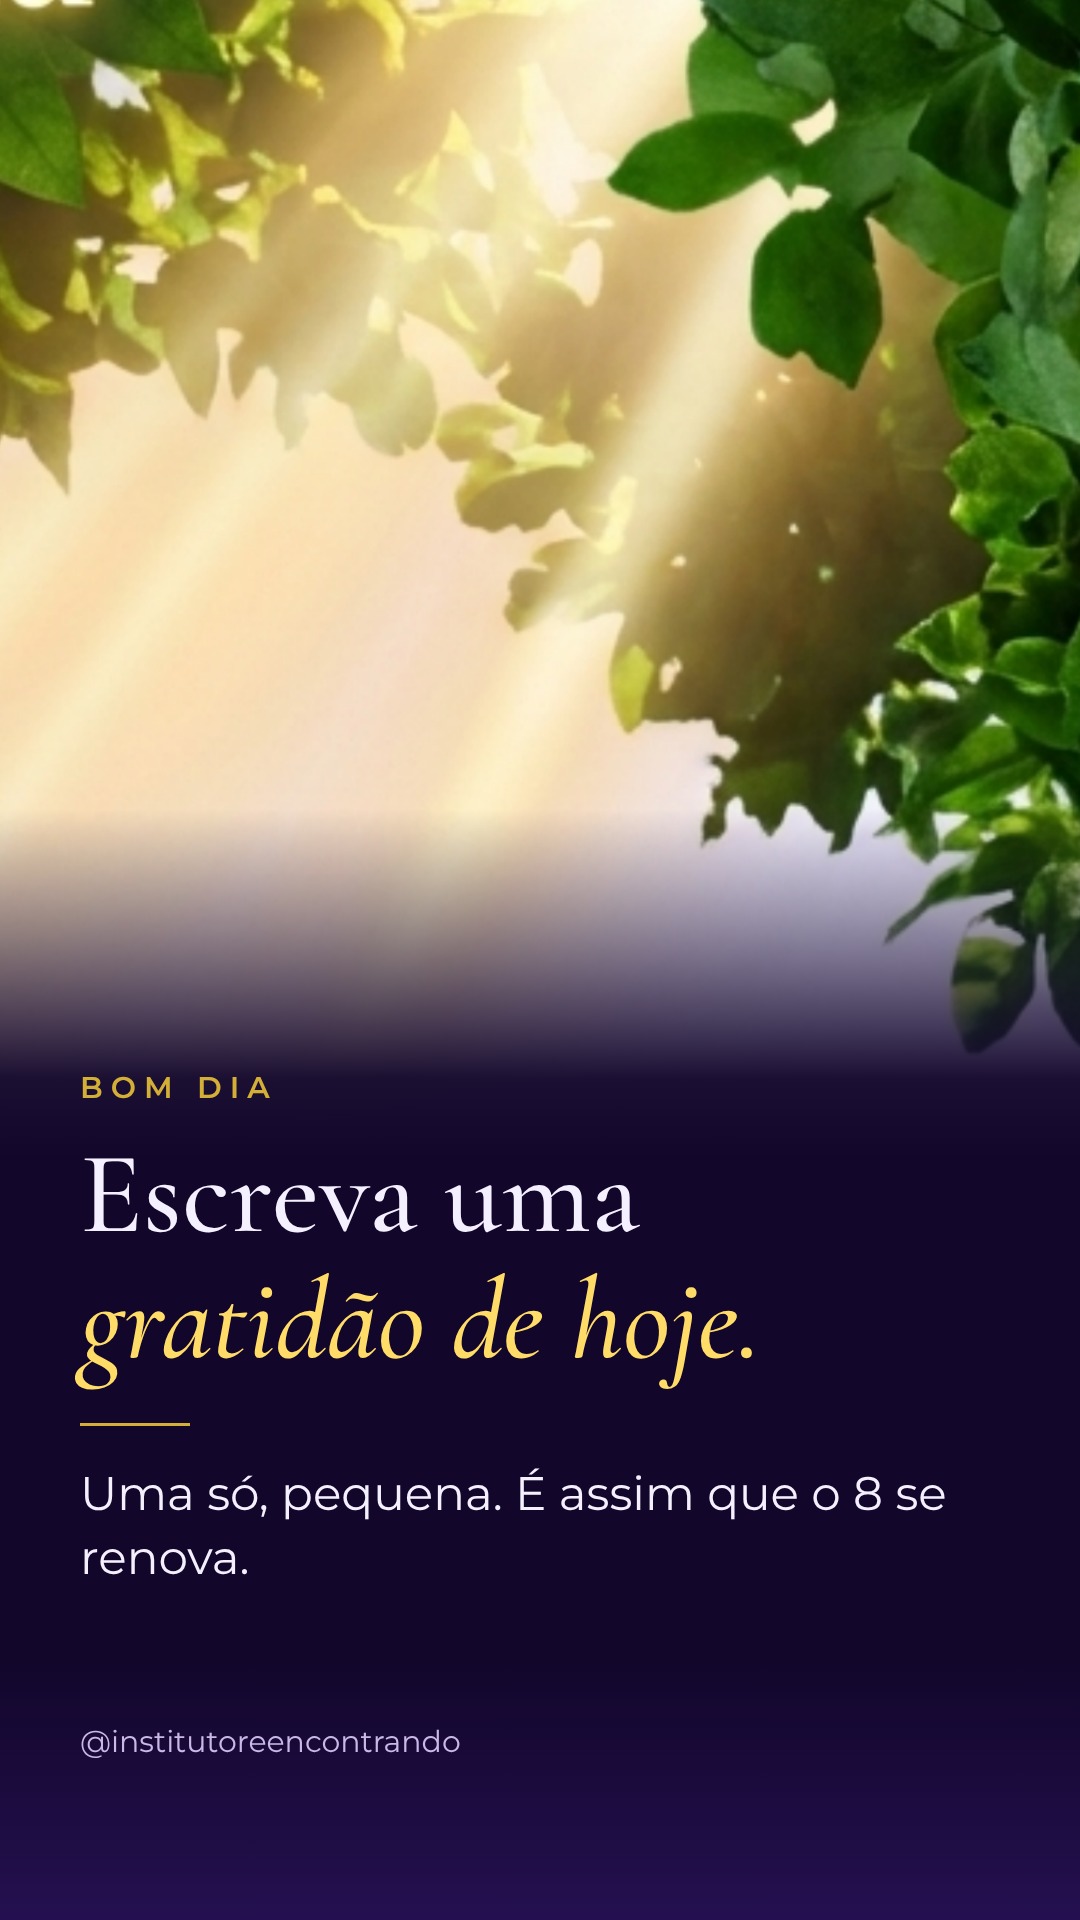 BOM DIA
Escreva uma
gratidão de hoje.
Uma só, pequena. É assim que o 8 se
renova.
@institutoreencontrando